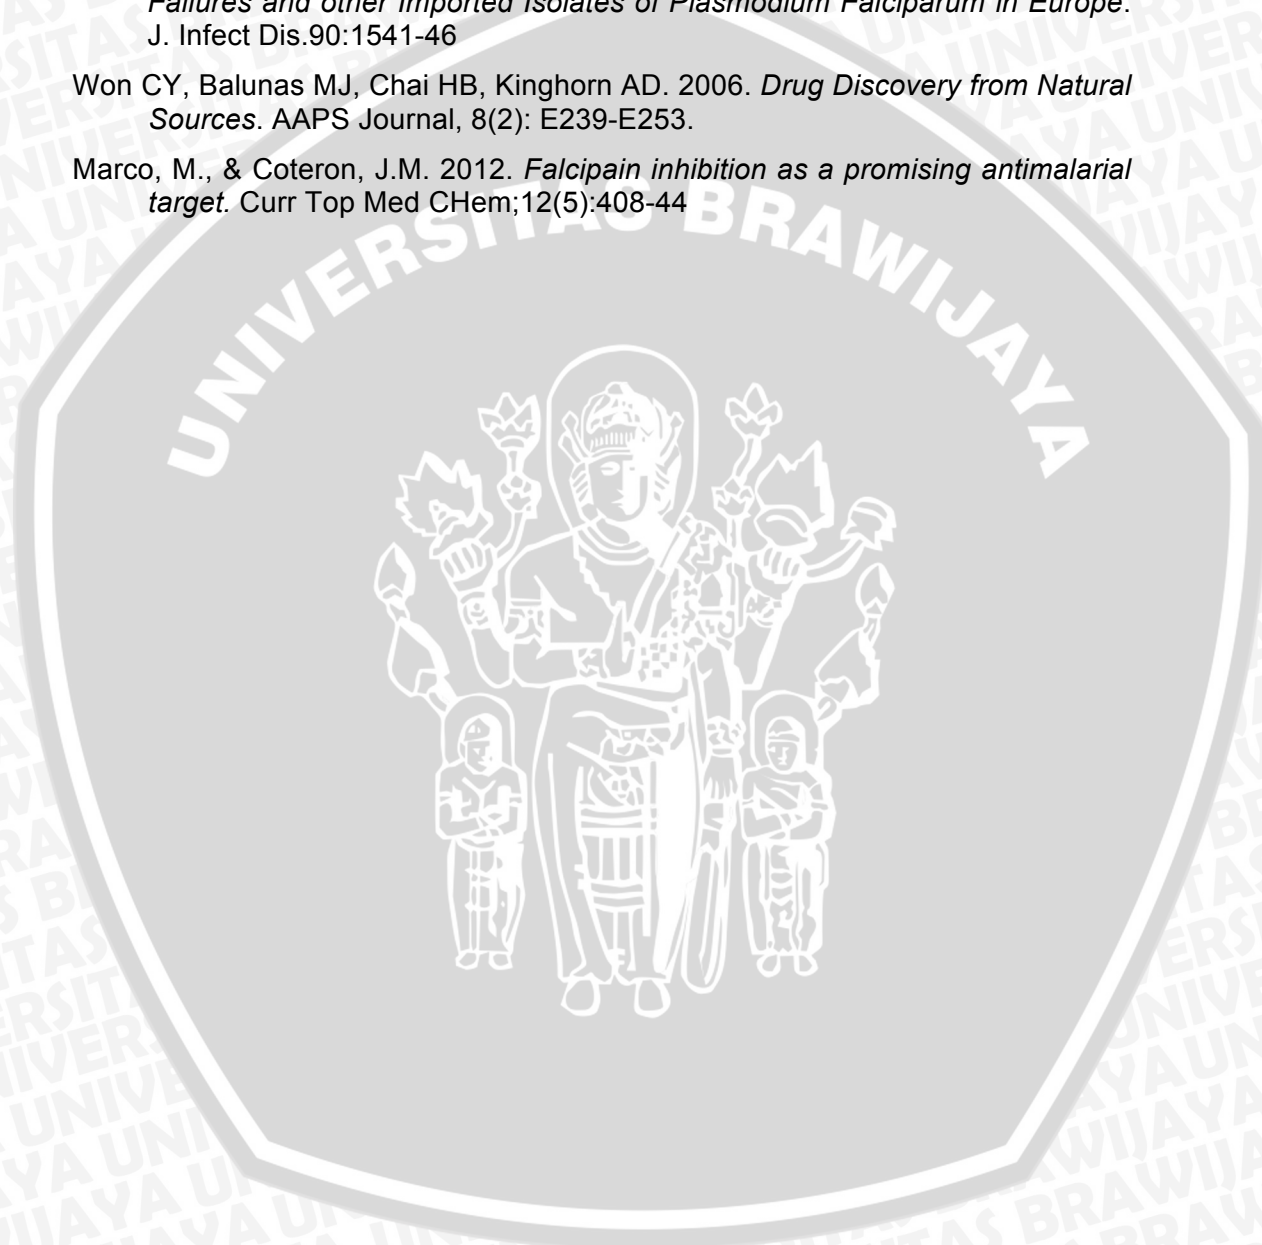 Failures and other Imported Isolates of Plasmodium Falciparum in Europe.
J. Infect Dis.90:1541-46
Won CY, Balunas MJ, Chai HB, Kinghorn AD. 2006. Drug Discovery from Natural
Sources. AAPS Journal, 8(2): E239-E253.
Marco, M., & Coteron, J.M. 2012. Falcipain inhibition as a promising antimalarial
target. Curr Top Med CHem;12(5):408-44
UNIVERSITAS BRAWIJAYA